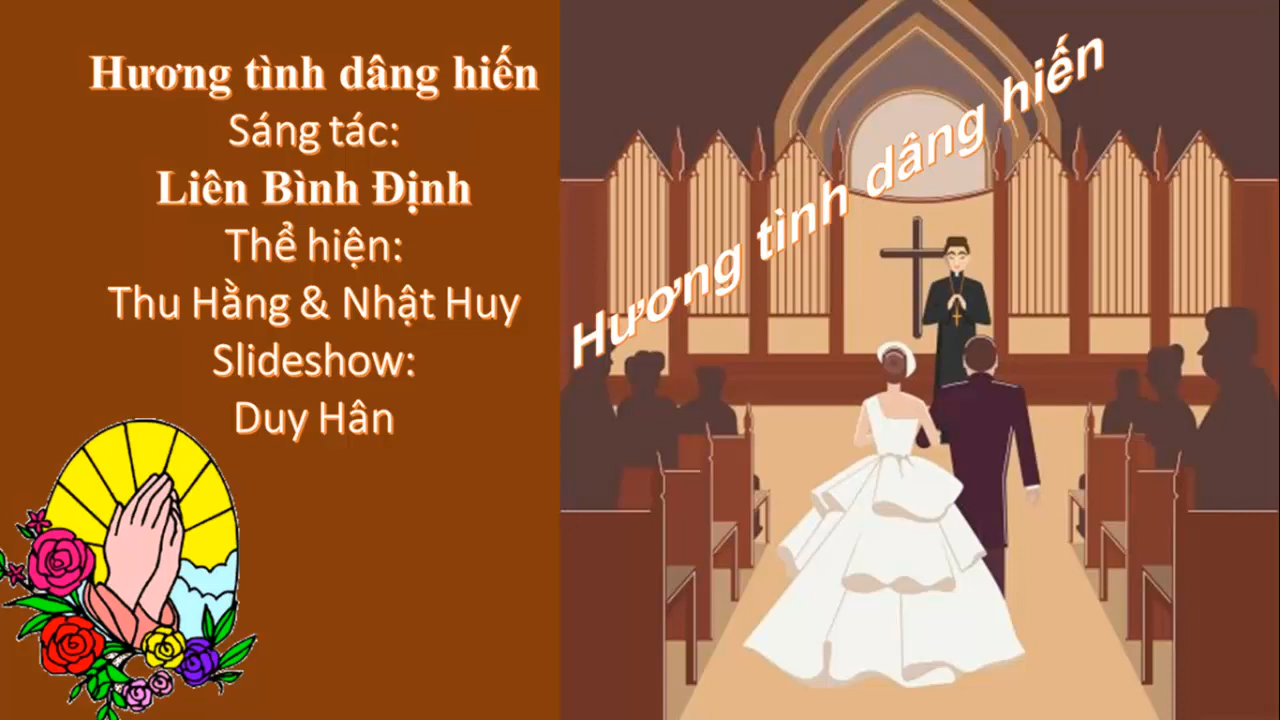 Hương tình dâng hiến
Sáng tác:
Liên Bình Định
Thể hiện:
Thu Hằng & Nhật Huy
Slideshow:
Duy Hân
Hương tình dâng hiến